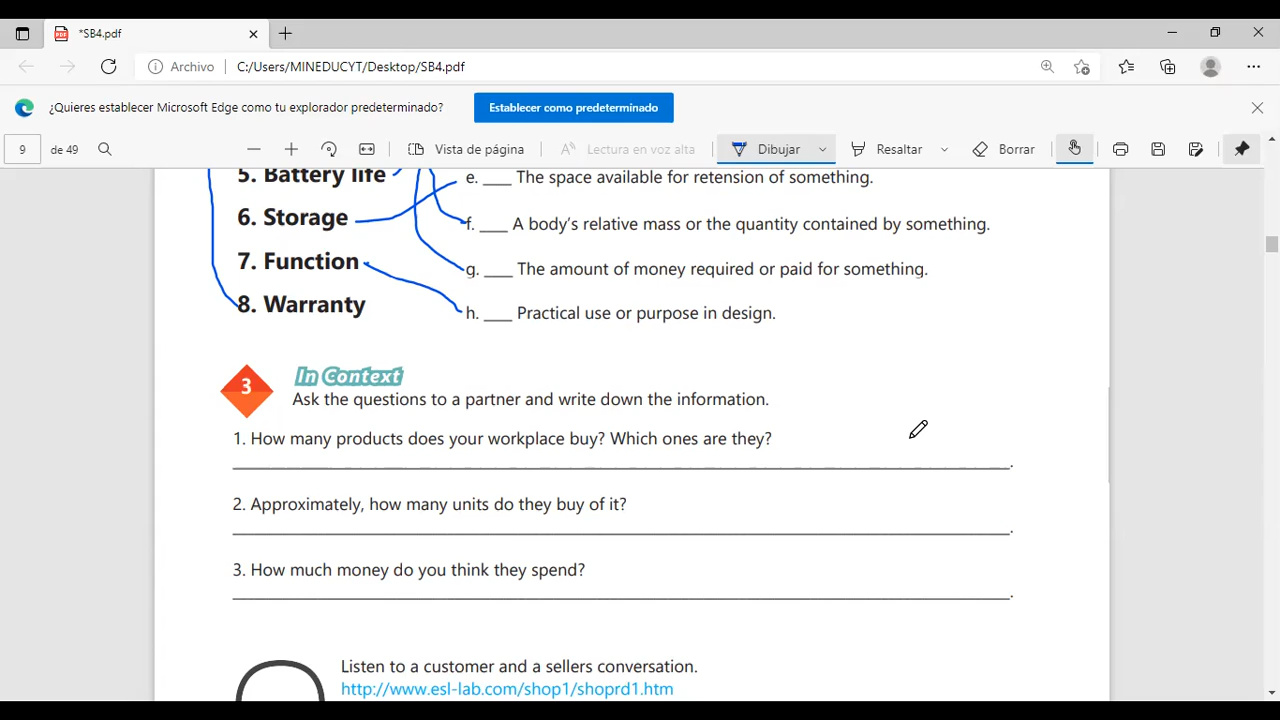 *SB4.pdf
Archivo C:/Users/MINEDUCYT/Desktop/SB4.pdf
¿Quieres establecer Microsoft Edge como tu explorador predeterminado? Establecer como predeterminado
9 de 49 Vista de página Lectura en voz alta Dibujar Resaltar Borrar
5. Battery life
e. ____ The space available for retention of something.
6. Storage
f. ____ A body's relative mass or the quantity contained by something.
7. Function
g. ____ The amount of money required or paid for something.
8. Warranty
h. ____ Practical use or purpose in design.
3 In Context
Ask the questions to a partner and write down the information.
1. How many products does your workplace buy? Which ones are they?
2. Approximately, how many units do they buy of it?
3. How much money do you think they spend?
Listen to a customer and a sellers conversation.
http://www.esl-lab.com/shop1/shoprd1.htm